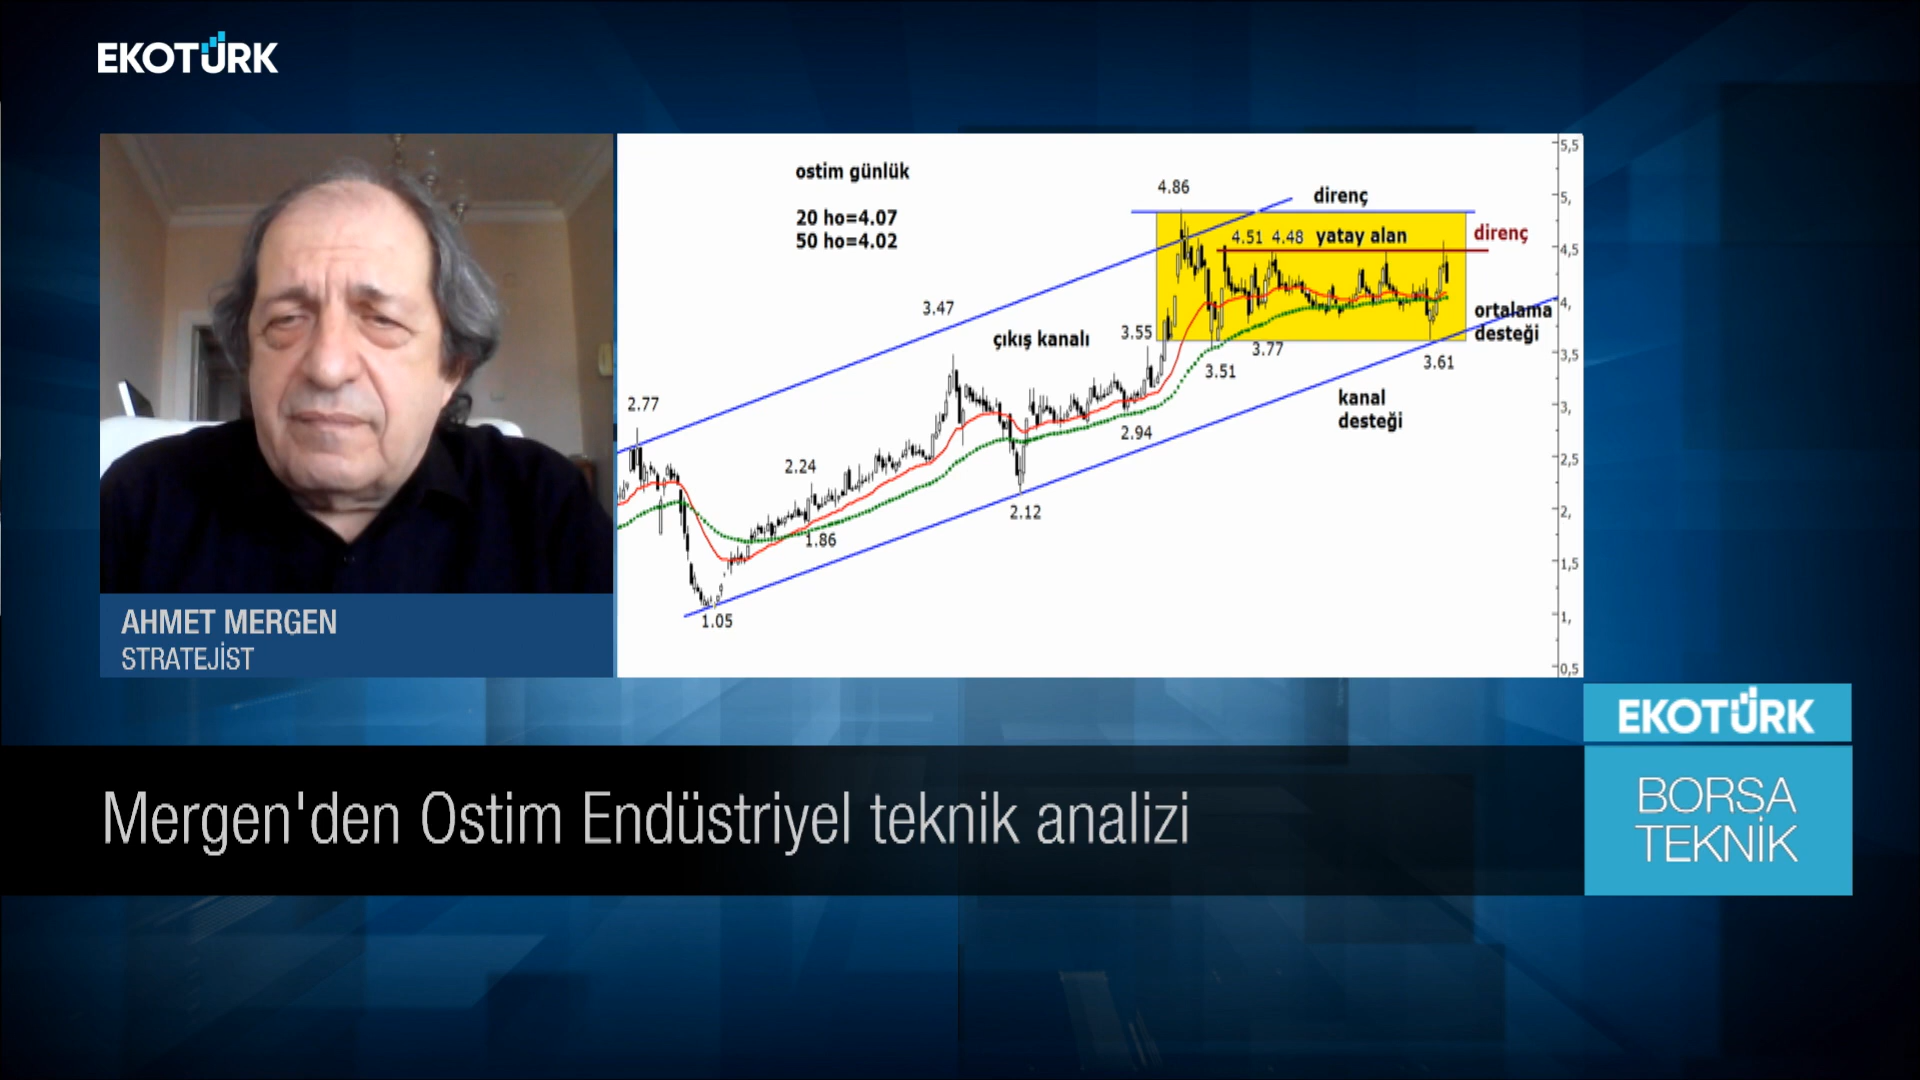 EKOTÜRK
ostim günlük
20 ho=4.07
50 ho=4.02
4.86
direnç
4.51 4.48 yatay alan
direnç
3.47
çıkış kanalı
3.55
ortalama
desteği
3.77
3.51
3.61
kanal
desteği
2.77
2.94
2.24
2.12
1.86
1.05
5,5
5,
4,5
4,
3,5
3,
2,5
2,
1,5
1,
0,5
AHMET MERGEN
STRATEJİST
EKOTÜRK
BORSA
TEKNİK
Mergen'den Ostim Endüstriyel teknik analizi